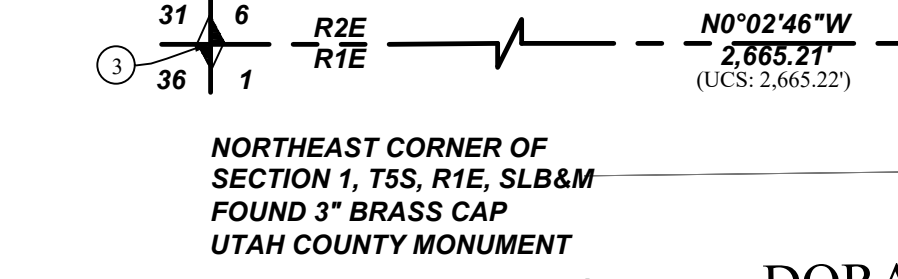 31 6
R2E
N0°02'46"W
3
R1E
2,665.21'
36 1
(UCS: 2,665.22')
NORTHEAST CORNER OF
SECTION 1, T5S, R1E, SLB&M
FOUND 3" BRASS CAP
UTAH COUNTY MONUMENT